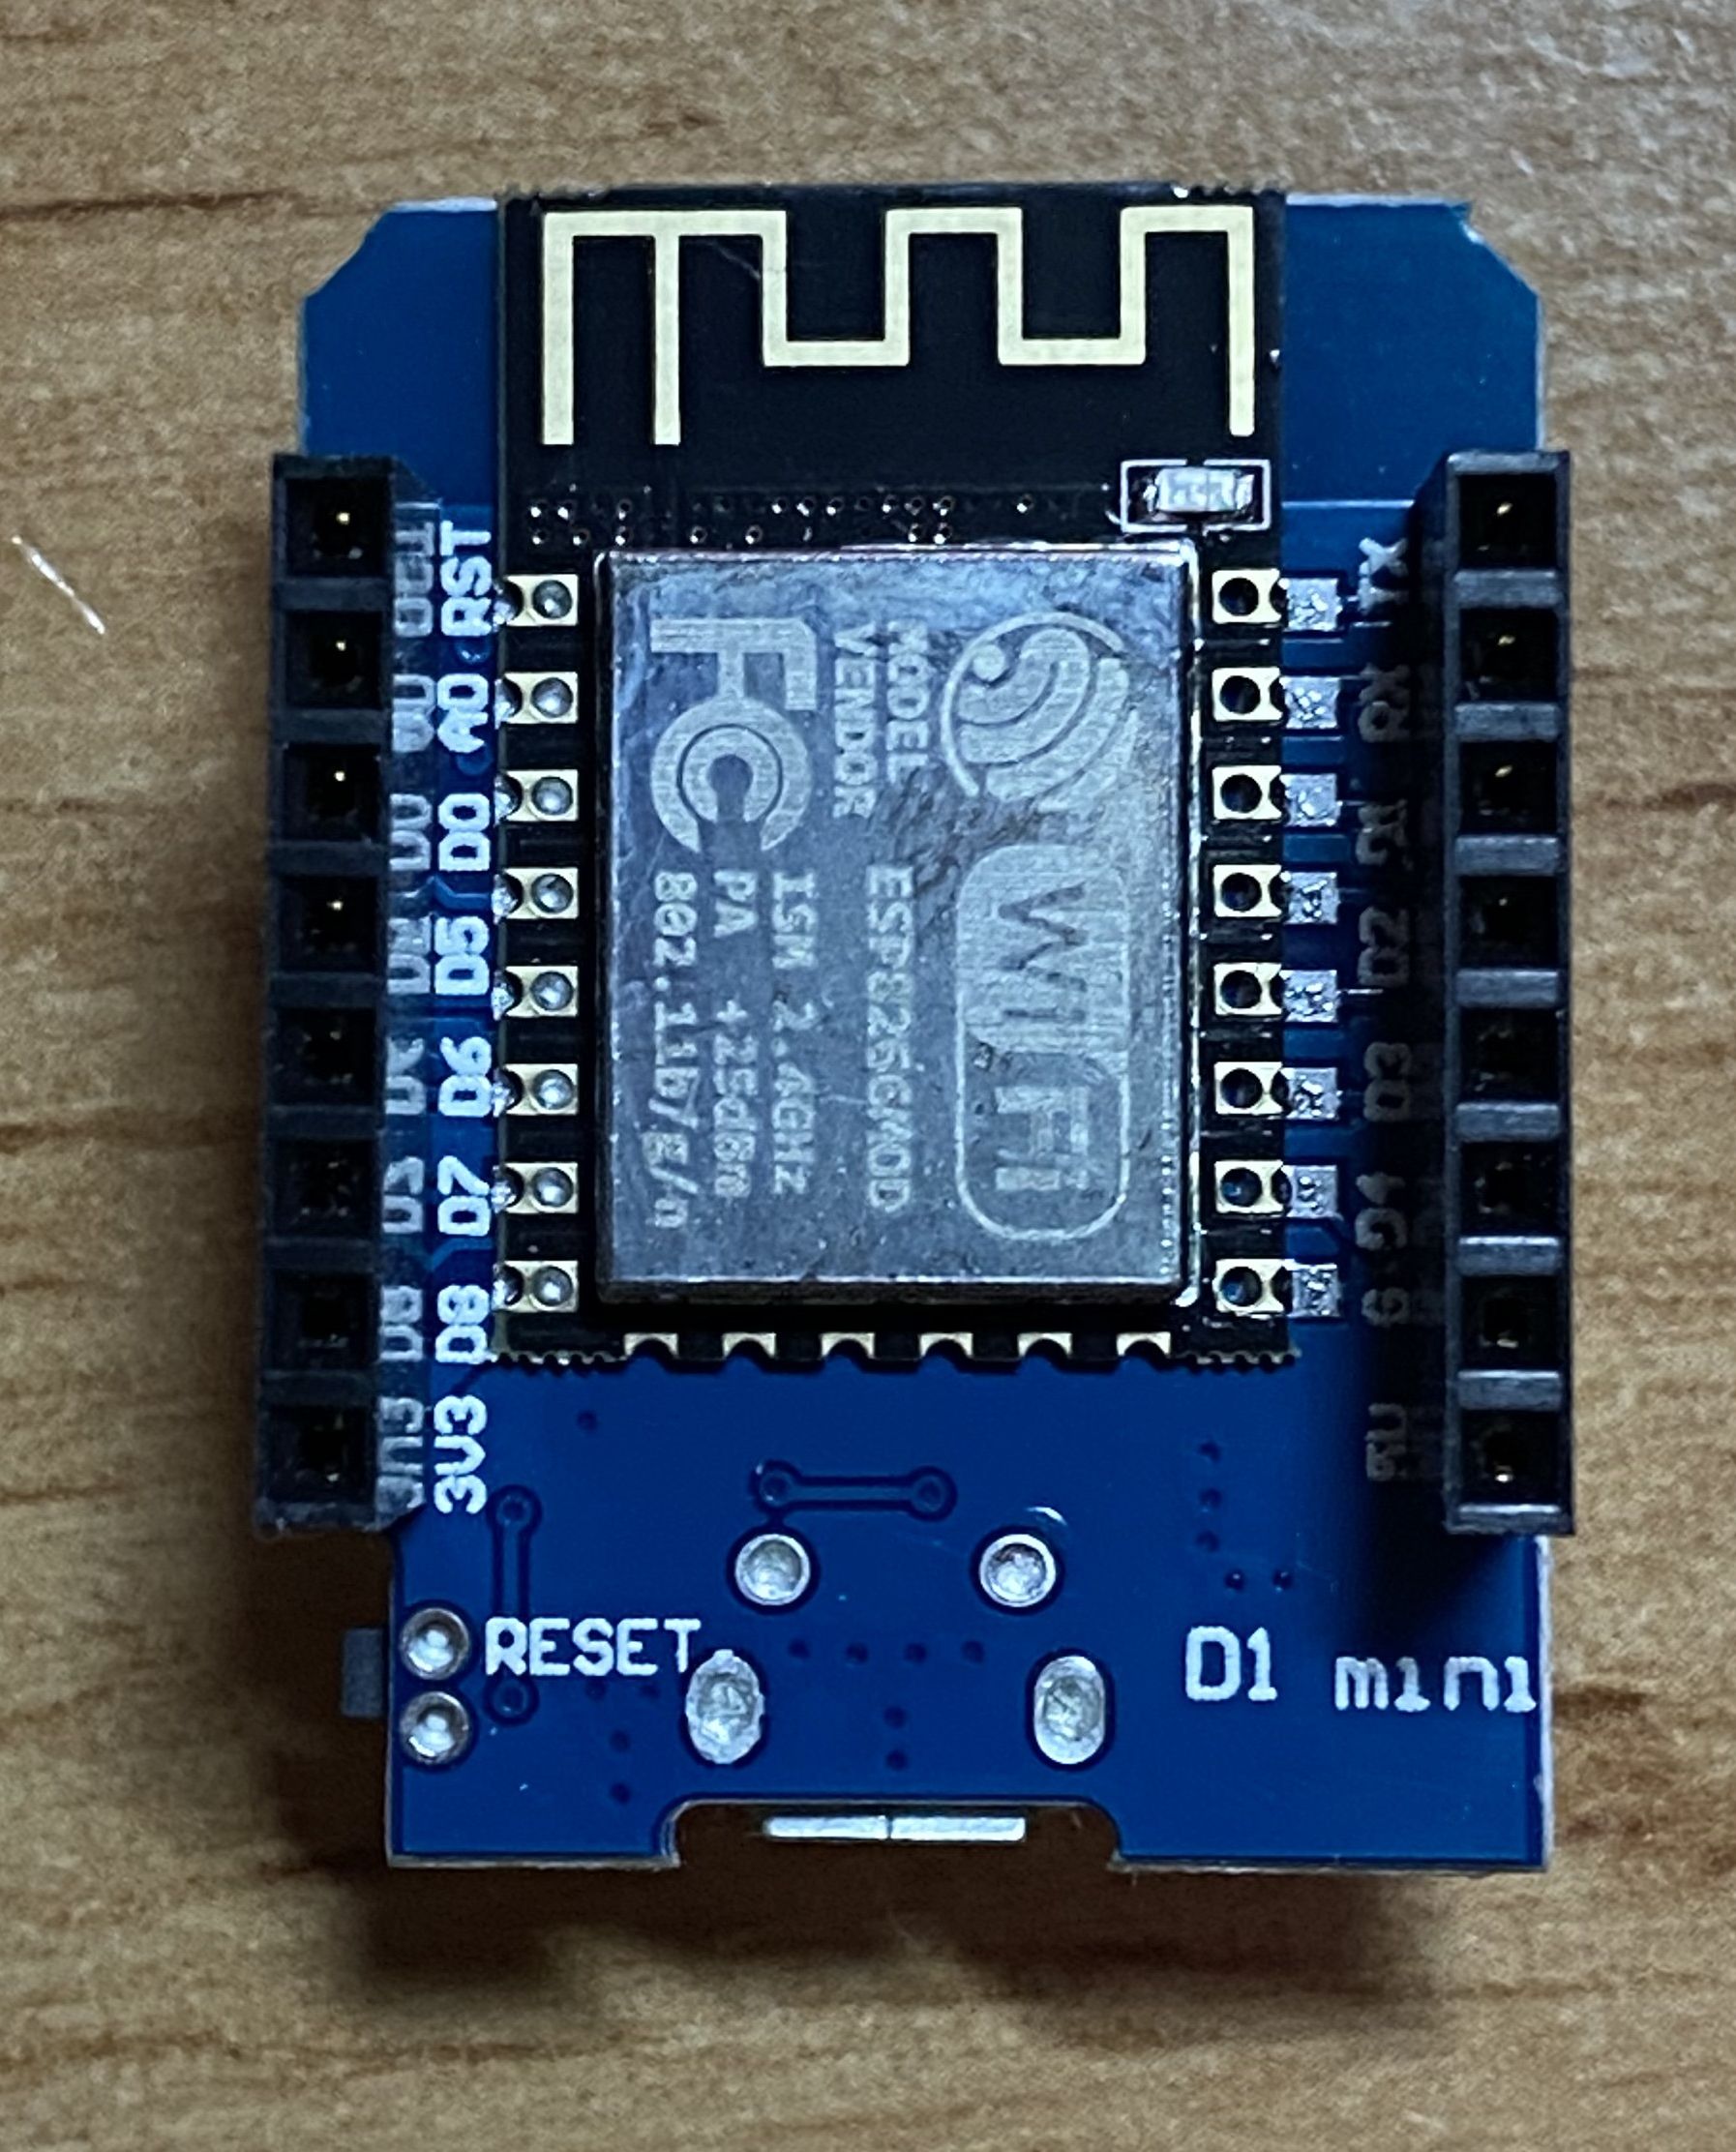 RST
A0
D0
D5
D6
D7
D8
3V3
TX
RX
D1
D2
D3
D4
G
5V
WiFi
MODEL ESP8266MOD
VENDOR
ISM 2.4GHz
PA +25dBm
802.11b/g/n
FC
RESET
D1 mini